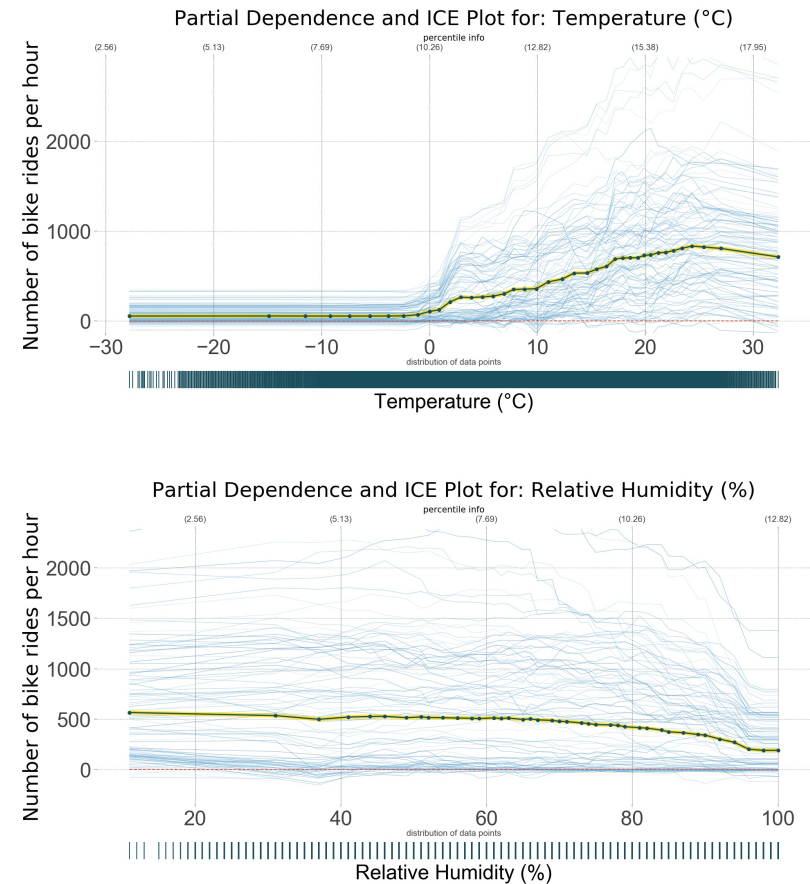 Partial Dependence and ICE Plot for: Temperature (°C)
percentile info
(2.56) (5.13) (7.69) (10.26) (12.82) (15.38) (17.95)
Number of bike rides per hour
2000
1000
0
−30 −20 −10 0 10 20 30
distribution of data points
Temperature (°C)
Partial Dependence and ICE Plot for: Relative Humidity (%)
percentile info
(2.56) (5.13) (7.69) (10.26) (12.82)
Number of bike rides per hour
2000
1500
1000
500
0
20 40 60 80 100
distribution of data points
Relative Humidity (%)